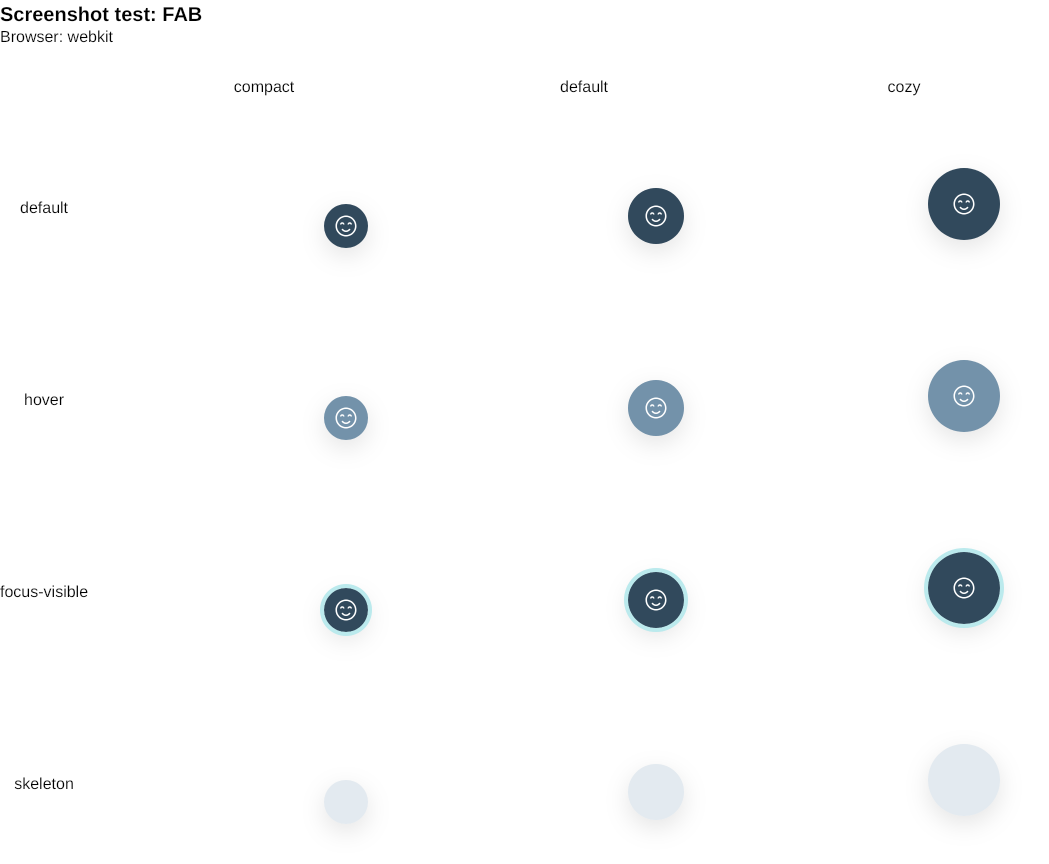 Screenshot test: FAB
Browser: webkit
compact default cozy
default
hover
focus-visible
skeleton